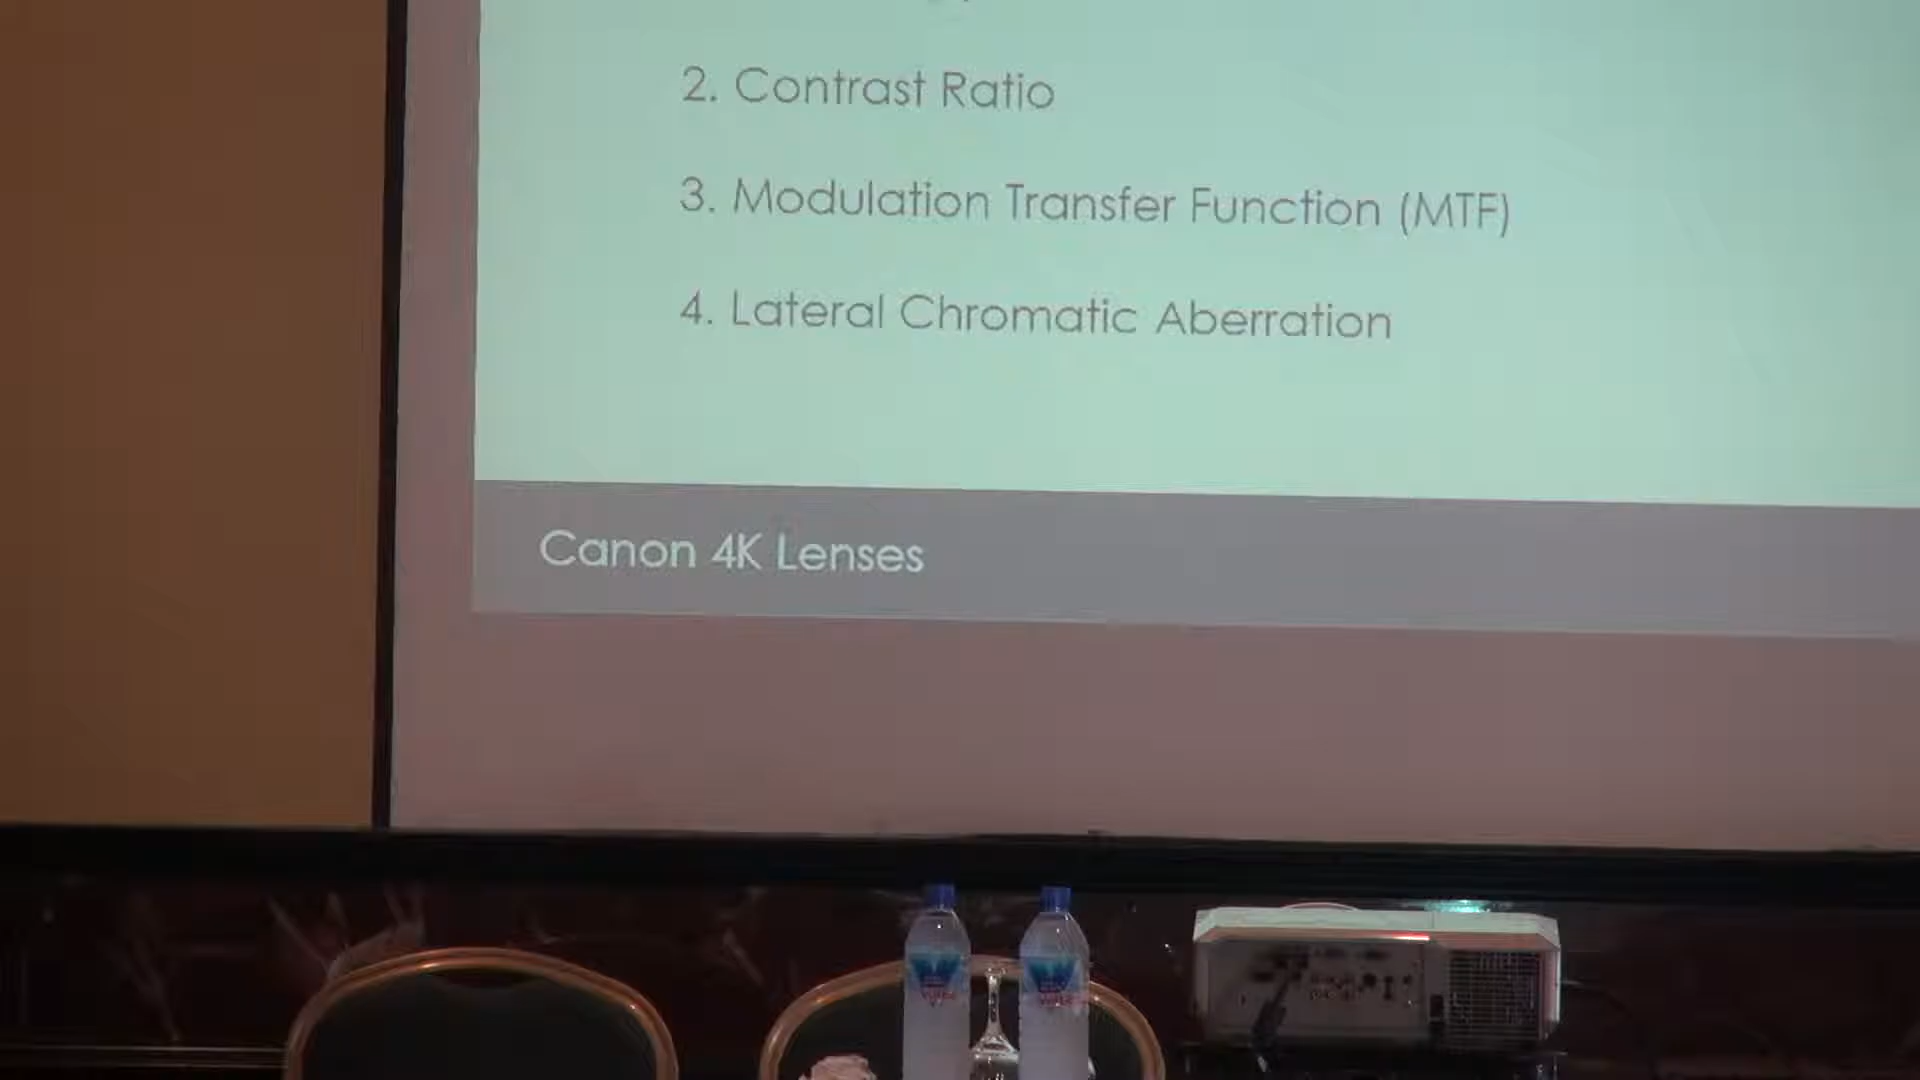 2. Contrast Ratio
3. Modulation Transfer Function (MTF)
4. Lateral Chromatic Aberration
Canon 4K Lenses